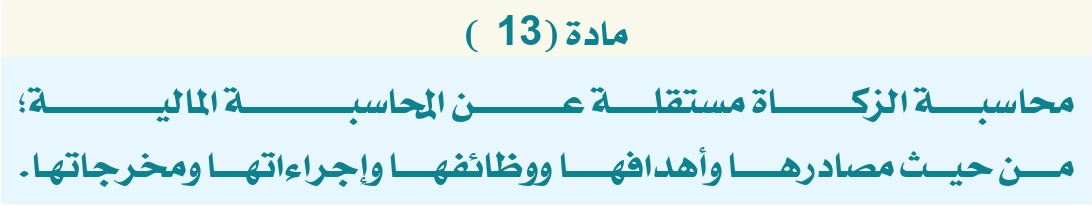 مادة (13)
محاسبة الزكاة مستقلة عن المحاسبة المالية؛
من حيث مصادرها وأهدافها ووظائفها وإجراءاتها ومخرجاتها.